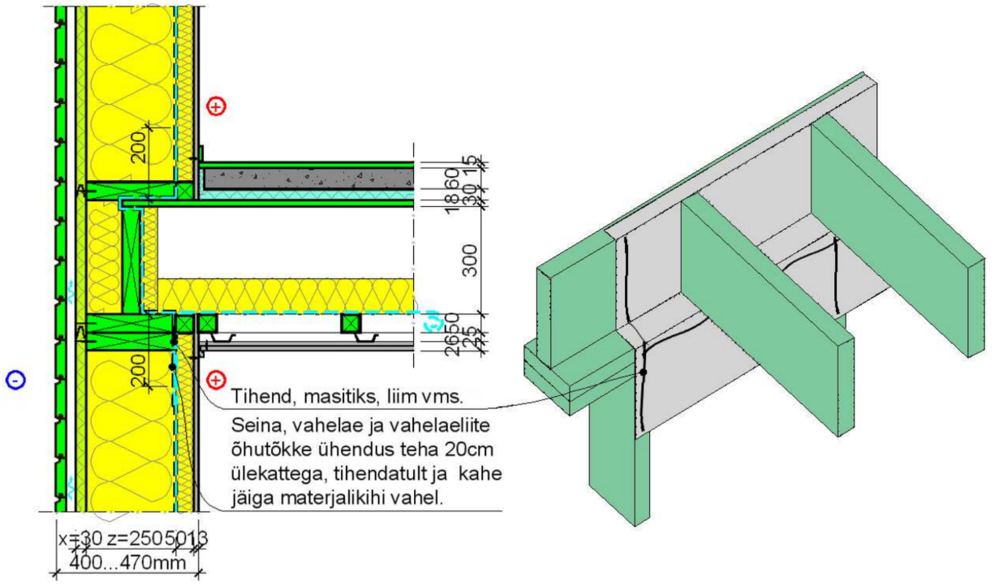 +
200
15
60
30
18
300
50
26
25
200
-
+
Tihend, masitiks, liim vms.
Seina, vahelae ja vahelaeliite
õhutõkke ühendus teha 20cm
ülekattega, tihendatult ja kahe
jäiga materjalikihi vahel.
x=30 z=250 50 13
400...470mm